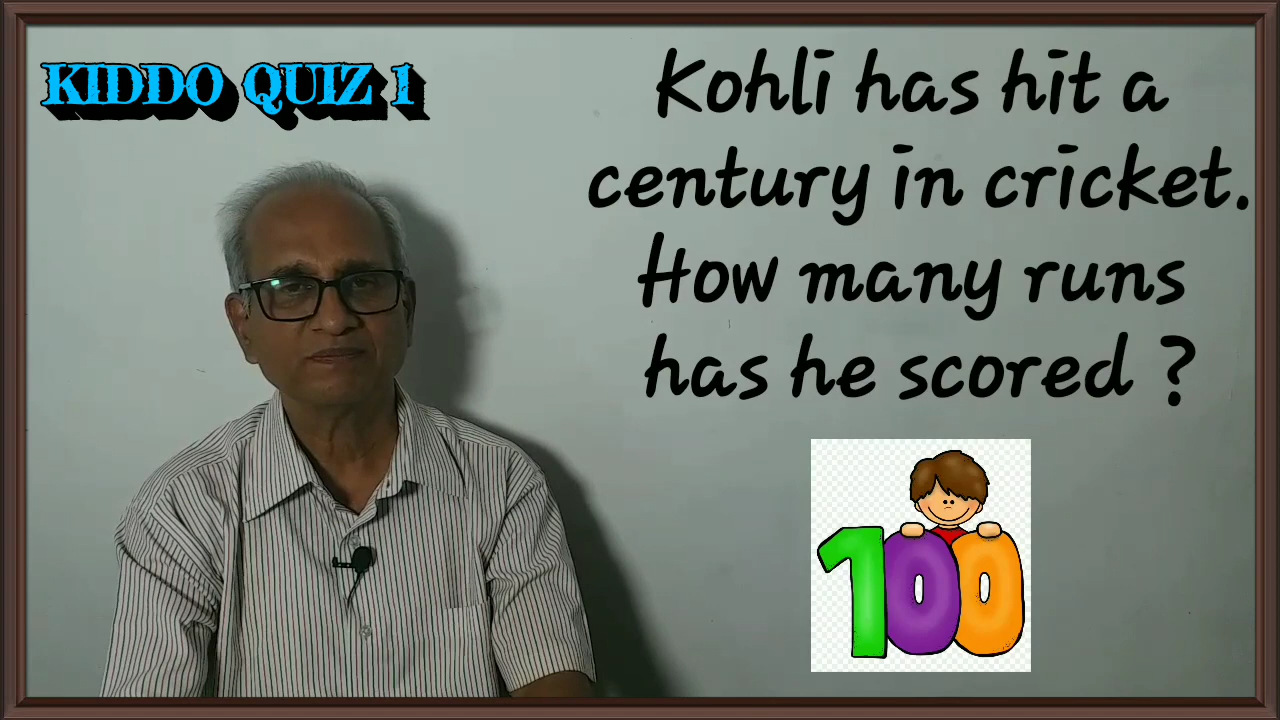 KIDDO QUIZ 1
Kohli has hit a
century in cricket.
How many runs
has he scored ?
100